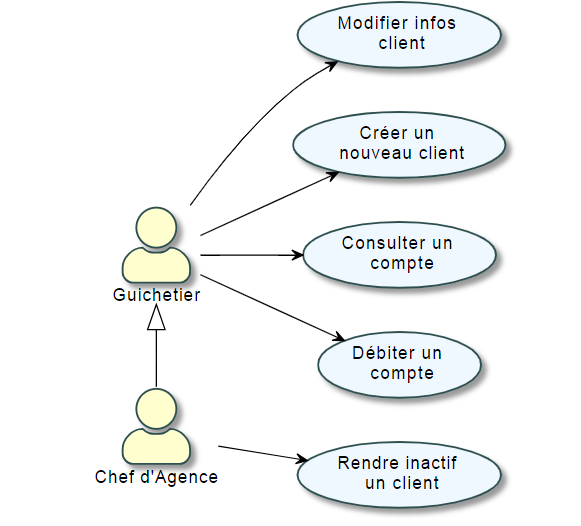 Modifier infos
client
Créer un
nouveau client
Consulter un
compte
Guichetier
Débiter un
compte
Chef d'Agence
Rendre inactif
un client